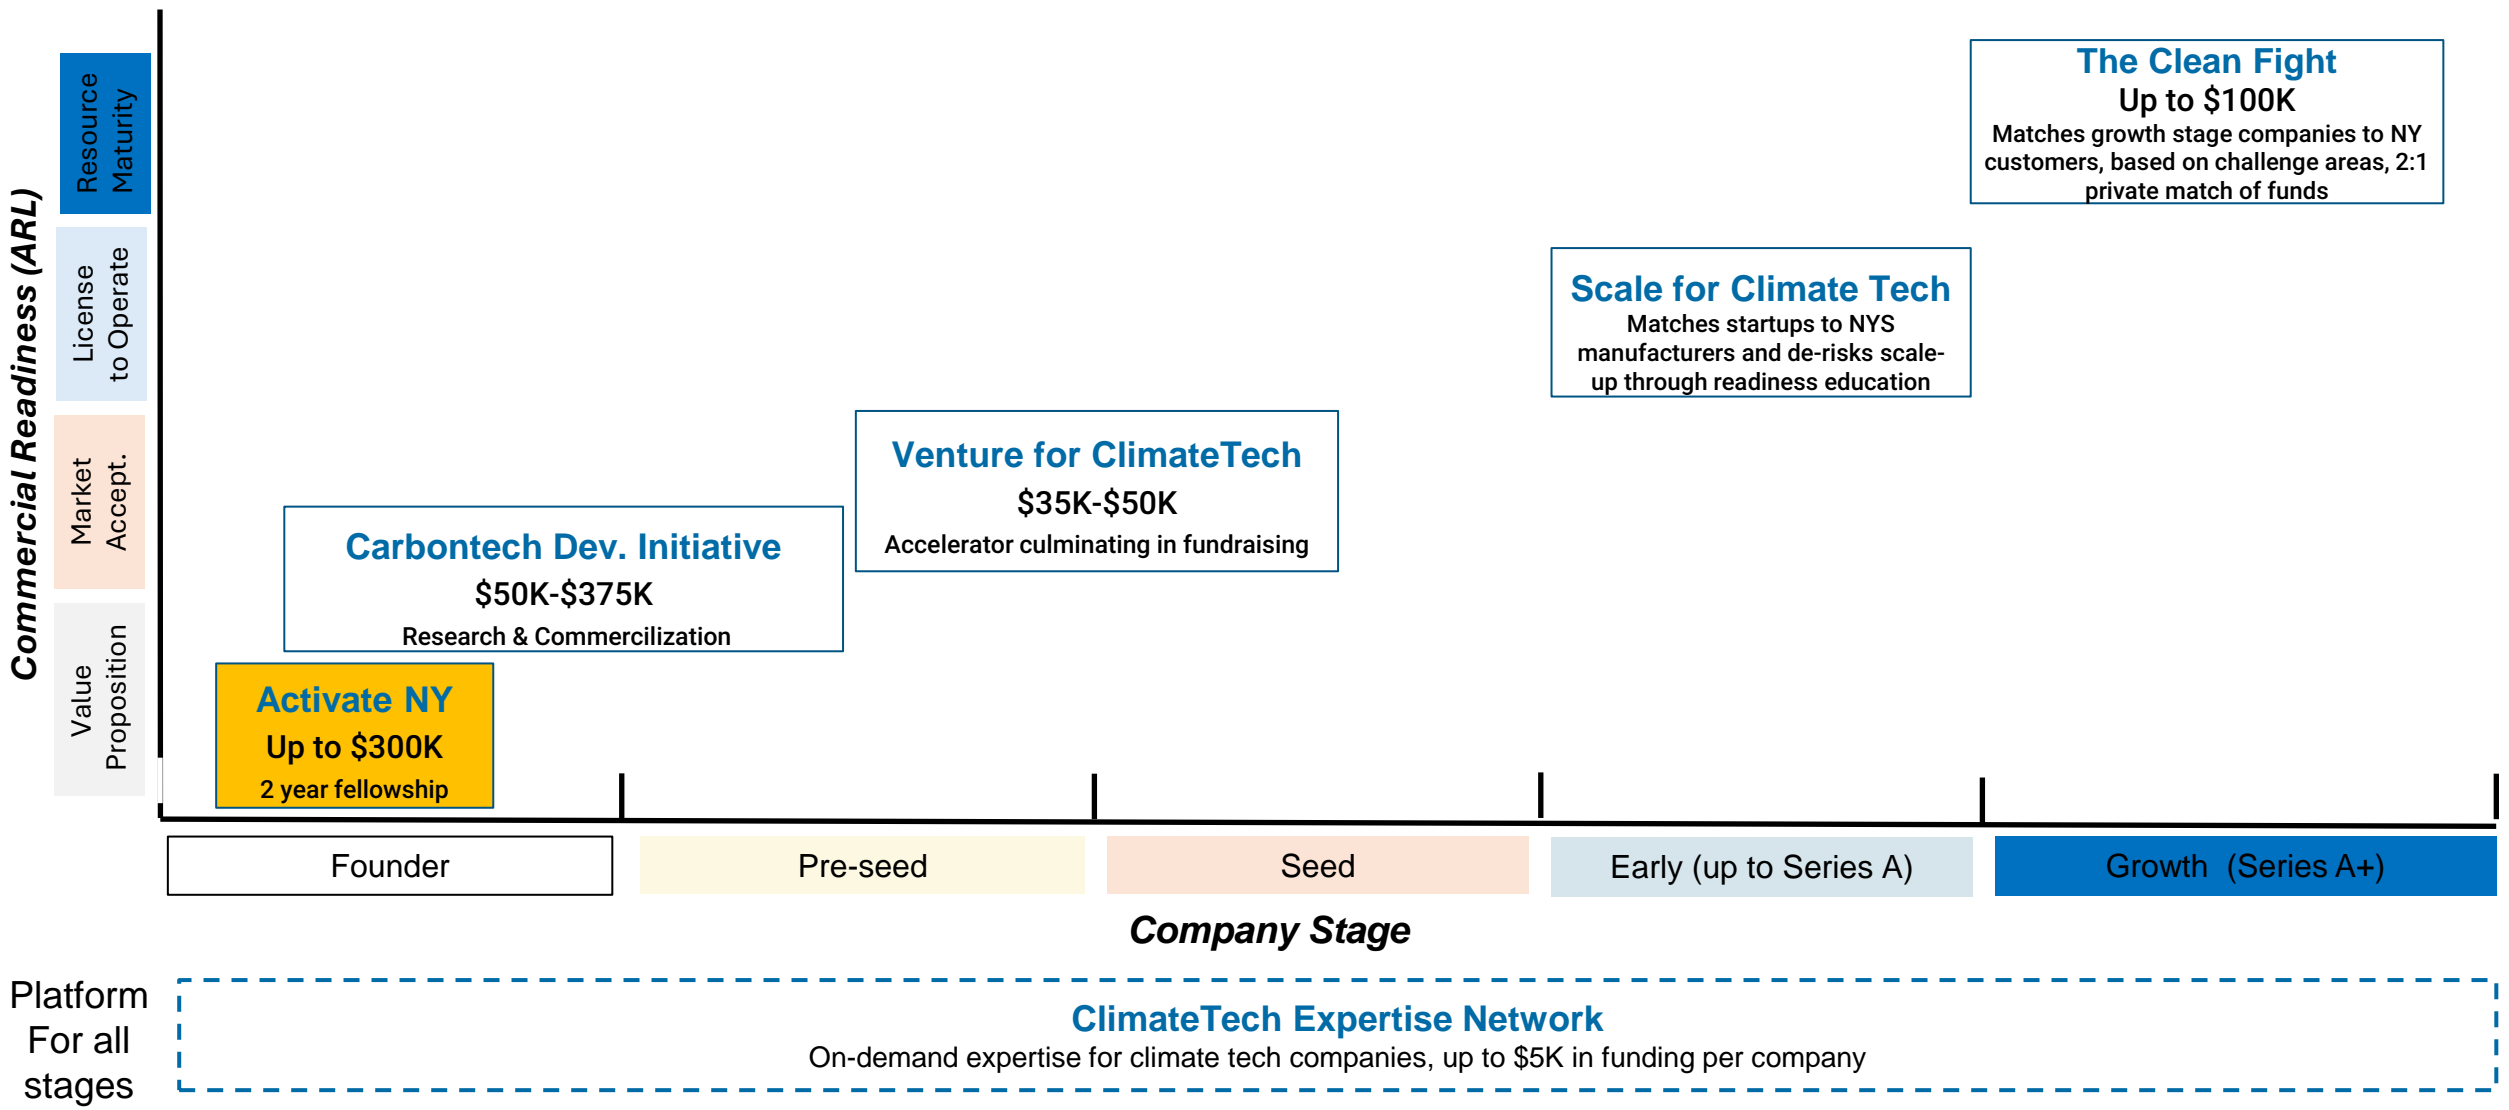 Commercial Readiness (ARL)
Resource
Maturity
License
to Operate
Market
Accept.
Value
Proposition
The Clean Fight
Up to $100K
Matches growth stage companies to NY
customers, based on challenge areas, 2:1
private match of funds
Scale for Climate Tech
Matches startups to NYS
manufacturers and de-risks scale-
up through readiness education
Venture for ClimateTech
$35K-$50K
Accelerator culminating in fundraising
Carbontech Dev. Initiative
$50K-$375K
Research & Commercilization
Activate NY
Up to $300K
2 year fellowship
Founder
Pre-seed
Seed
Early (up to Series A)
Growth (Series A+)
Company Stage
Platform
For all
stages
ClimateTech Expertise Network
On-demand expertise for climate tech companies, up to $5K in funding per company